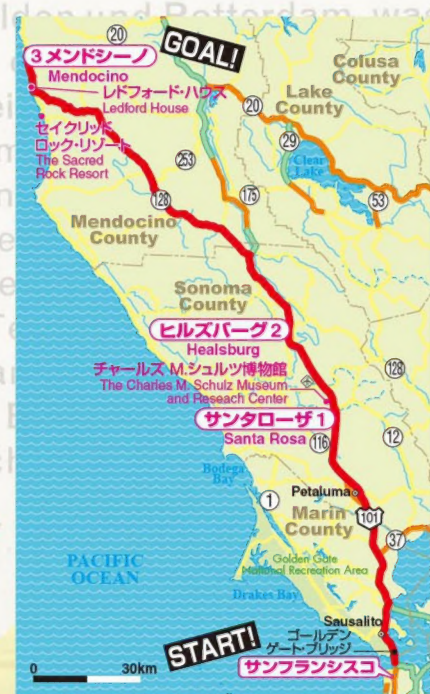 lden und Rotterdam, wa
20
GOAL!
Colusa
County
3 メンドシーノ
Mendocino
レドフォード・ハウス
Ledford House
Lake
County
20
29
Clear
Lake
53
セイクリッド
ロック・リゾート
The Sacred
Rock Resort
253
175
128
Mendocino
County
Sonoma
County
ヒルズバーグ 2
Healsburg
チャールズ M.シュルツ博物館
The Charles M. Schulz Museum
and Reseach Center
128
サンタローザ 1
Santa Rosa
116
12
Bodega
Bay
1
Petaluma
Marin
County
101
37
PACIFIC
OCEAN
Golden Gate
National Recreation Area
Drakes Bay
Sausalito
START!
ゴールデン
ゲート・ブリッジ
サンフランシスコ
0 30km